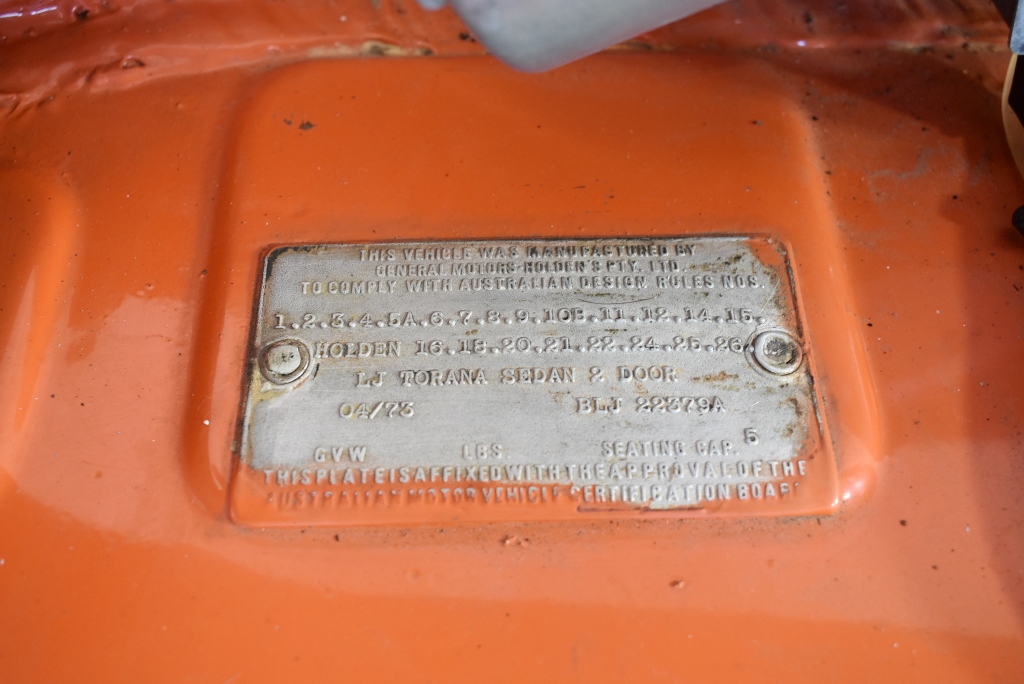 THIS VEHICLE WAS MANUFACTURED BY
GENERAL MOTORS-HOLDEN'S PTY. LTD.
TO COMPLY WITH AUSTRALIAN DESIGN RULES NOS.
1.2.3.4.5A.6.7.8.9.10B.11.12.14.15.
HOLDEN 16.18.20.21.22.24.25.26
LJ TORANA SEDAN 2 DOOR
04/73 BLJ 22379A
GVW LBS. SEATING CAP. 5
THIS PLATE IS AFFIXED WITH THE APPROVAL OF THE
AUSTRALIAN MOTOR VEHICLE CERTIFICATION BOARD